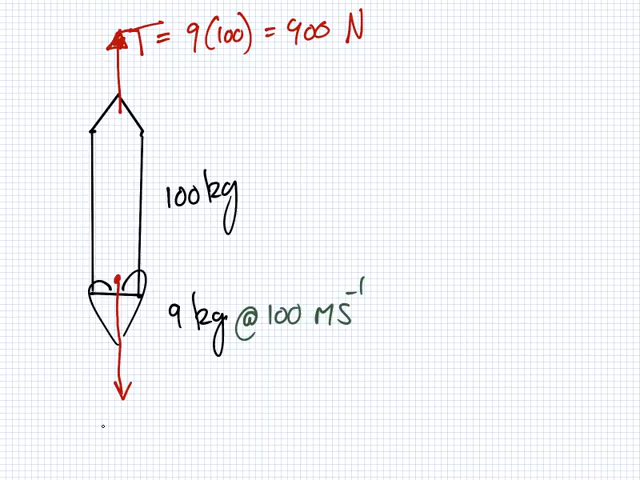 T = 9(100) = 900 N
100kg
9 kg @ 100 MS⁻¹